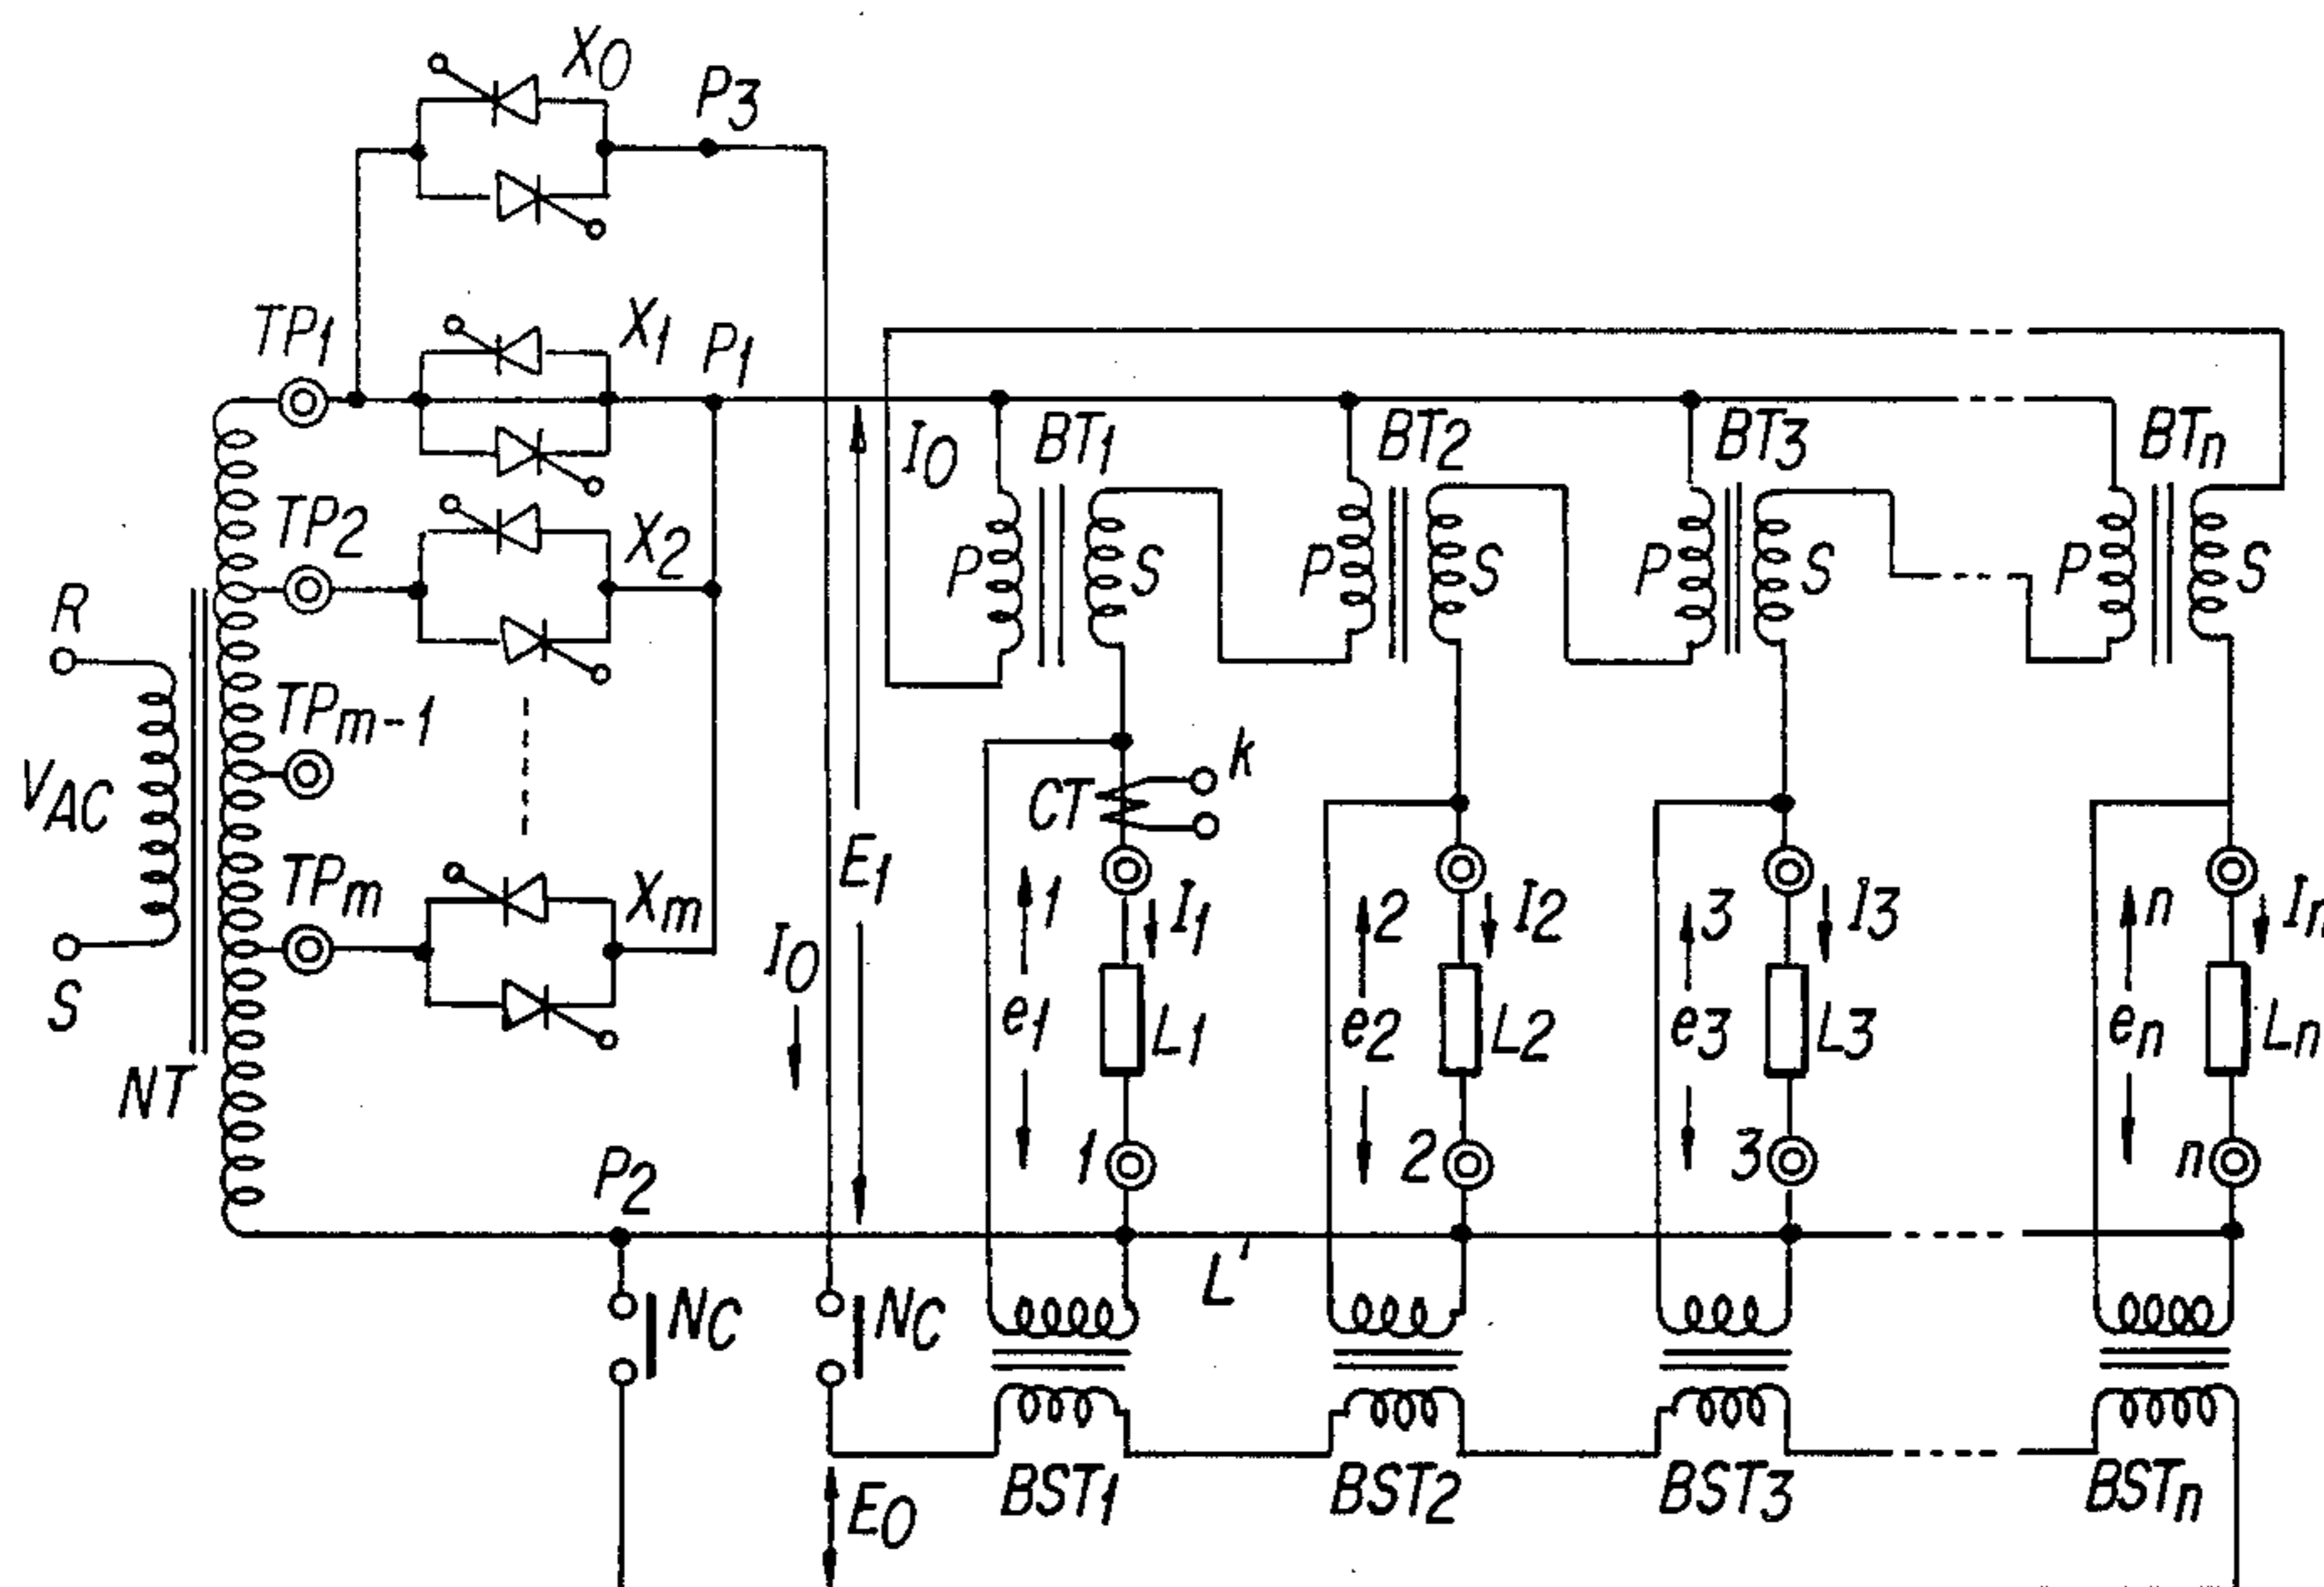 X0
P3
TP1
X1
P1
I0
BT1
BT2
BT3
BTn
TP2
X2
P
S
P
S
P
S
P
S
R
TPm-1
VAC
CT
k
E1
TPm
Xm
I0
1
I1
2
I2
3
I3
n
In
S
e1
L1
e2
L2
e3
L3
en
Ln
NT
P2
1
2
3
n
L'
NC
NC
BST1
BST2
BST3
BSTn
E0